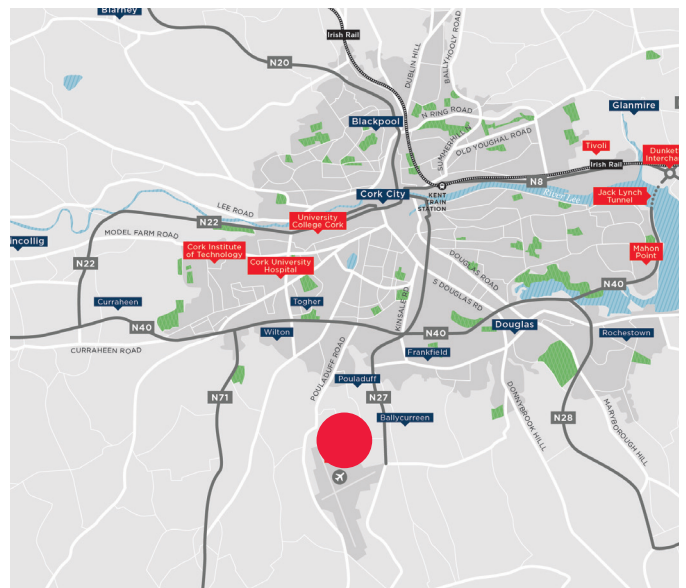 Blarney
Irish Rail
N20
DUBLIN HILL
BALLYHOOLY ROAD
Glanmire
N RING ROAD
Blackpool
SUMMERHILL N
OLD YOUGHAL ROAD
Tivoli
Dunkett
Interchan
Irish Rail
N8
Cork City
KENT
TRAIN
STATION
River Lee
Jack Lynch
Tunnel
LEE ROAD
N22
University
College Cork
incollig
MODEL FARM ROAD
Cork Institute
of Technology
Cork University
Hospital
N22
DOUGLAS ROAD
Mahon
Point
S DOUGLAS RD
N40
Curraheen
Togher
KINSALE RD
N40
Wilton
N40
Douglas
Rochestown
CURRAHEEN ROAD
POULADUFF ROAD
Frankfield
Pouladuff
N71
N27
Ballycurreen
DONNYBROOK HILLL
N28
MARYBOROUGH HILL